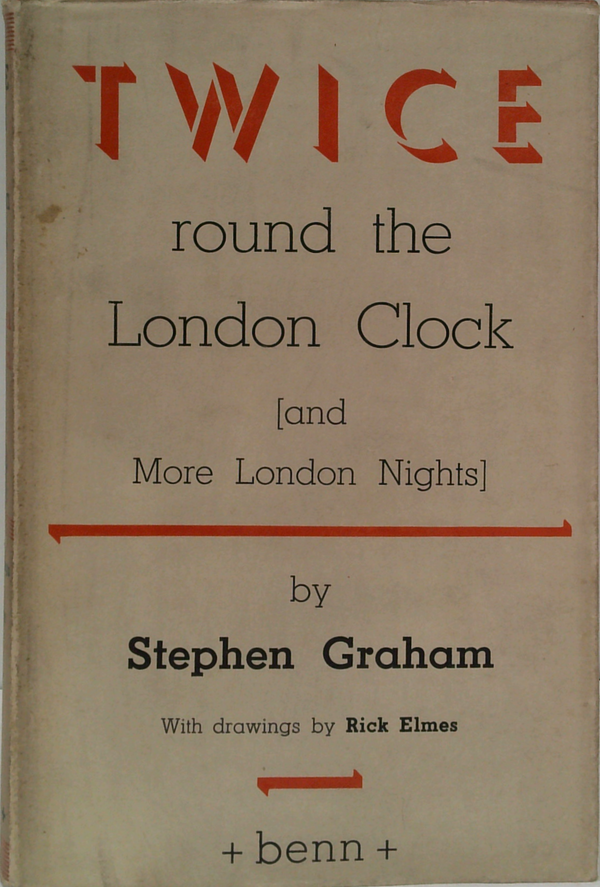 TWICE
round the
London Clock
[and
More London Nights]
by
Stephen Graham
With drawings by Rick Elmes
+ benn +